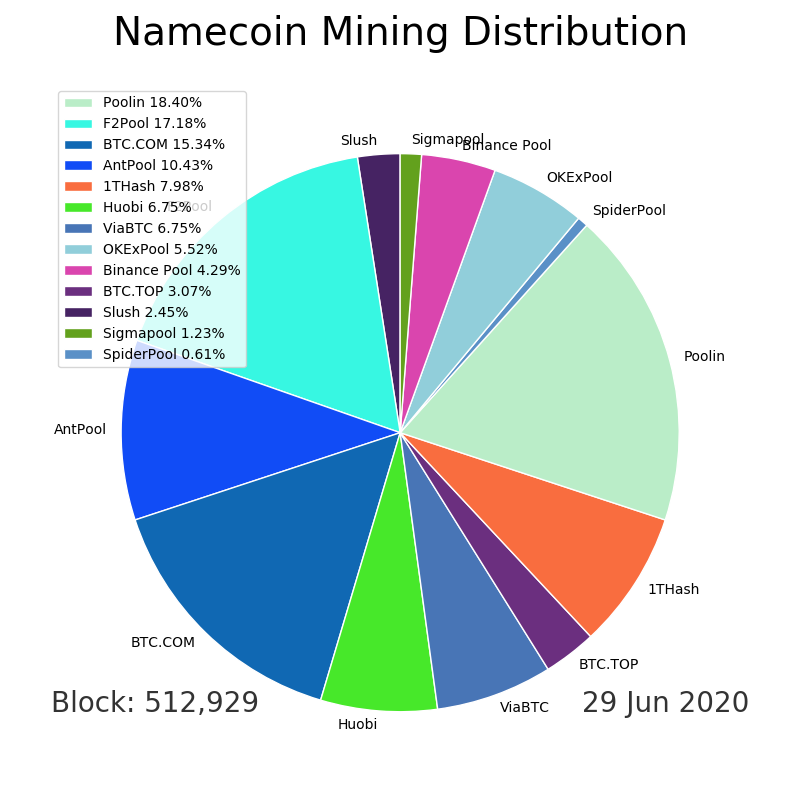 Namecoin Mining Distribution
Poolin 18.40%
F2Pool 17.18%
BTC.COM 15.34%
AntPool 10.43%
1THash 7.98%
Huobi 6.75%
ViaBTC 6.75%
OKExPool 5.52%
Binance Pool 4.29%
BTC.TOP 3.07%
Slush 2.45%
Sigmapool 1.23%
SpiderPool 0.61%
Slush
Sigmapool
Binance Pool
OKExPool
SpiderPool
F2Pool
Poolin
AntPool
1THash
BTC.COM
BTC.TOP
ViaBTC
Huobi
Block: 512,929
29 Jun 2020